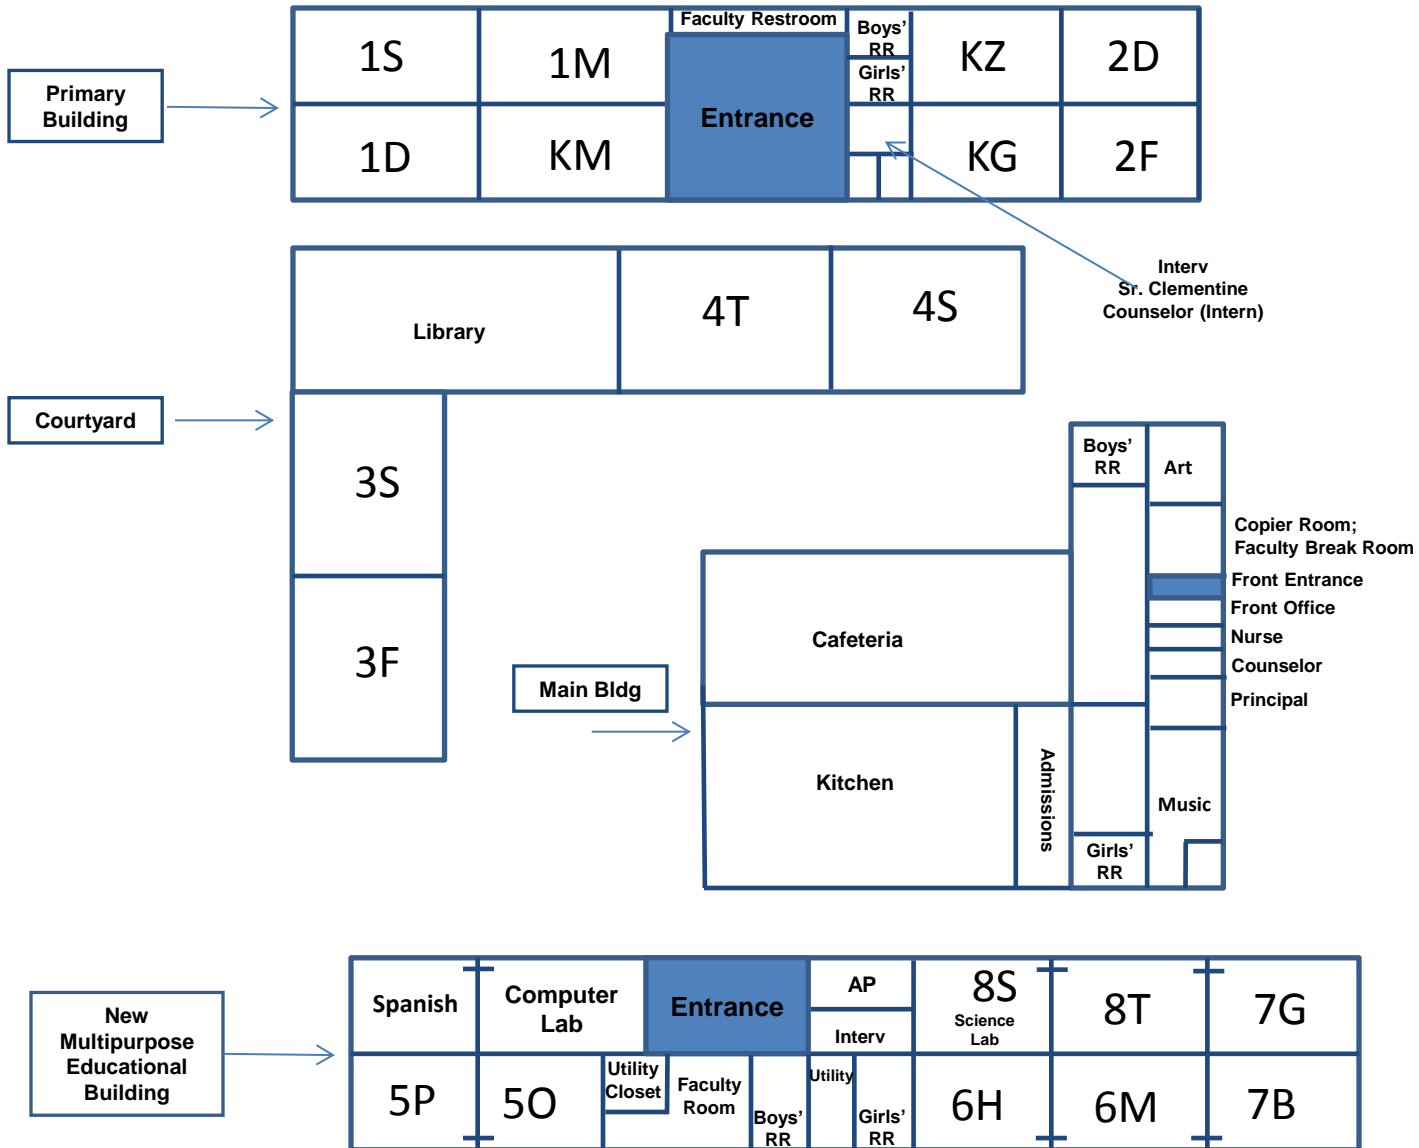 Faculty Restroom
1S
1M
Boys’
RR
KZ
2D
Girls’
RR
Primary
Building
Entrance
1D
KM
KG
2F
Interv
Sr. Clementine
Counselor (Intern)
Library
4T
4S
Courtyard
3S
3F
Boys’
RR
Art
Copier Room;
Faculty Break Room
Front Entrance
Front Office
Nurse
Counselor
Principal
Cafeteria
Main Bldg
Kitchen
Admissions
Music
Girls’
RR
New
Multipurpose
Educational
Building
Spanish
Computer
Lab
Entrance
AP
Interv
8S
Science
Lab
8T
7G
5P
5O
Utility
Closet
Faculty
Room
Boys’
RR
Utility
Girls’
RR
6H
6M
7B